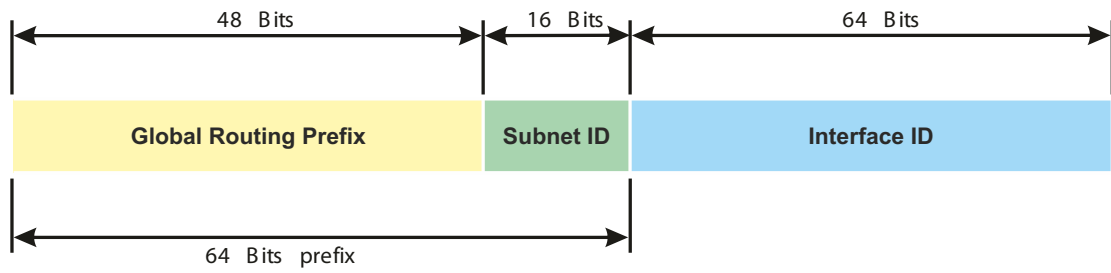 48 Bits
16 Bits
64 Bits
Global Routing Prefix
Subnet ID
Interface ID
64 Bits prefix